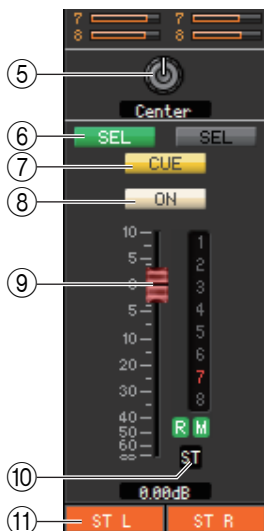 7 7
8 8
⑤
Center
⑥ SEL SEL
⑦ CUE
⑧ ON
10
5
⑨ 0
5
10
20
30
40
50
60
∞
1
2
3
4
5
6
7
8
R M
⑩ ST
0.00dB
⑪ ST L ST R